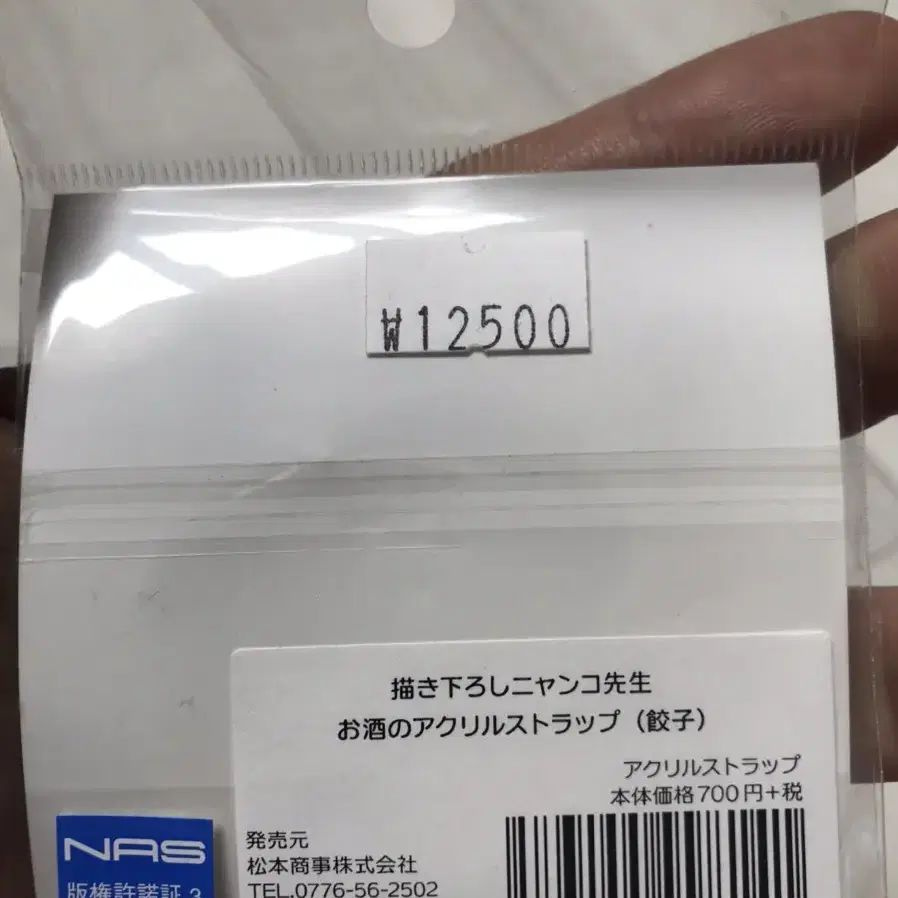 ₩12500
描き下ろしニャンコ先生
お酒のアクリルストラップ（餃子）
アクリルストラップ
本体価格700円+税
発売元
松本商事株式会社
TEL.0776-56-2502
NAS
版権許諾証 3